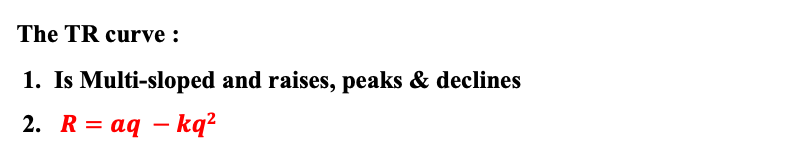 The TR curve :
1. Is Multi-sloped and raises, peaks & declines
2. R = aq – kq²